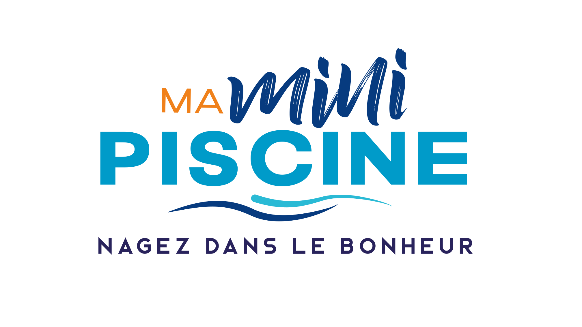 MA mini
PISCINE
NAGEZ DANS LE BONHEUR